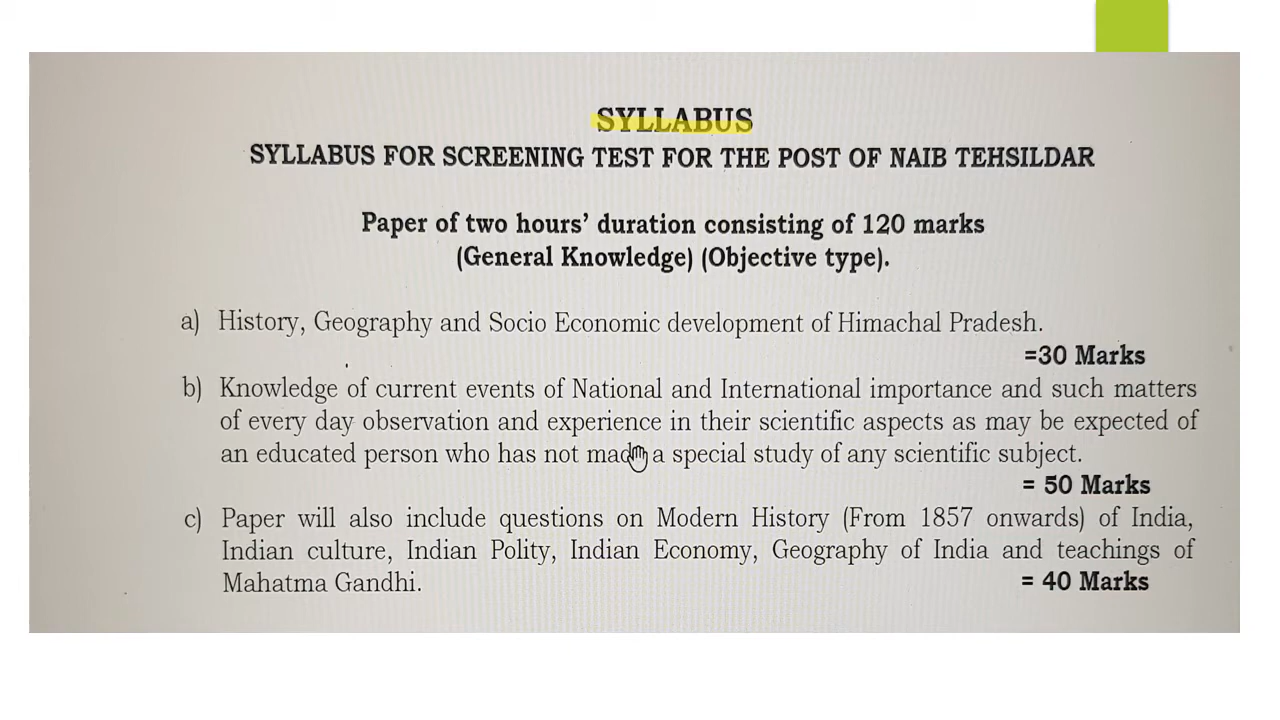 SYLLABUS
SYLLABUS FOR SCREENING TEST FOR THE POST OF NAIB TEHSILDAR
Paper of two hours’ duration consisting of 120 marks
(General Knowledge) (Objective type).
a) History, Geography and Socio Economic development of Himachal Pradesh.
=30 Marks
b) Knowledge of current events of National and International importance and such matters
of every day observation and experience in their scientific aspects as may be expected of
an educated person who has not made a special study of any scientific subject.
= 50 Marks
c) Paper will also include questions on Modern History (From 1857 onwards) of India,
Indian culture, Indian Polity, Indian Economy, Geography of India and teachings of
Mahatma Gandhi. = 40 Marks